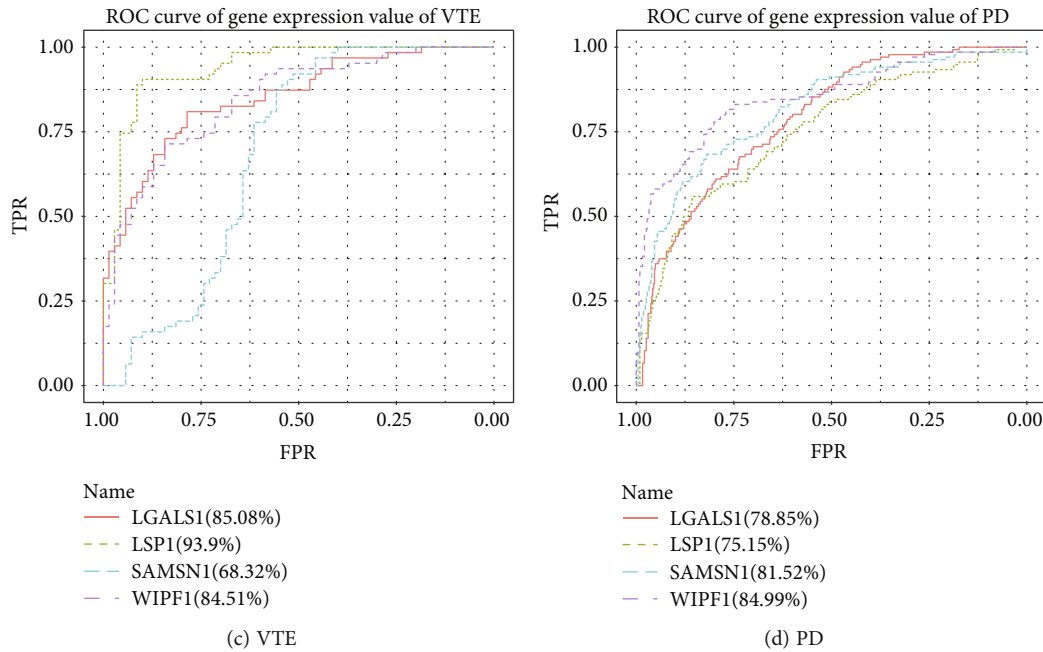 ROC curve of gene expression value of VTE
1.00
0.75
0.50
0.25
0.00
TPR
1.00 0.75 0.50 0.25 0.00
FPR
Name
LGALS1(85.08%)
LSP1(93.9%)
SAMSN1(68.32%)
WIPF1(84.51%)
(c) VTE
ROC curve of gene expression value of PD
1.00
0.75
0.50
0.25
0.00
TPR
1.00 0.75 0.50 0.25 0.00
FPR
Name
LGALS1(78.85%)
LSP1(75.15%)
SAMSN1(81.52%)
WIPF1(84.99%)
(d) PD